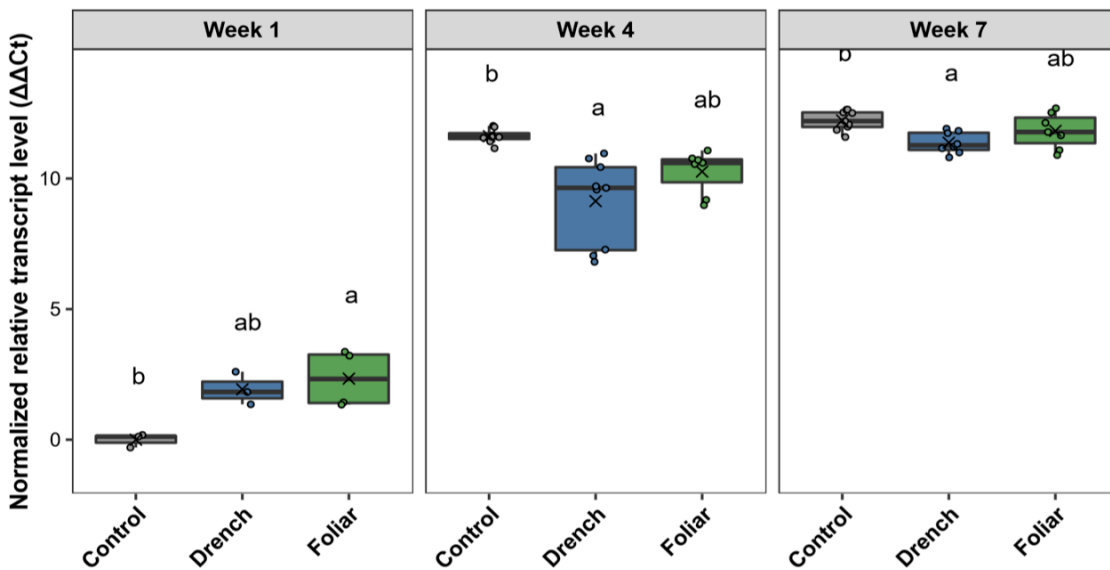 Week 1
Week 4
Week 7
Normalized relative transcript level (ΔΔCt)
10
5
0
b
ab
a
b
a
ab
b
a
ab
Control
Drench
Foliar
Control
Drench
Foliar
Control
Drench
Foliar